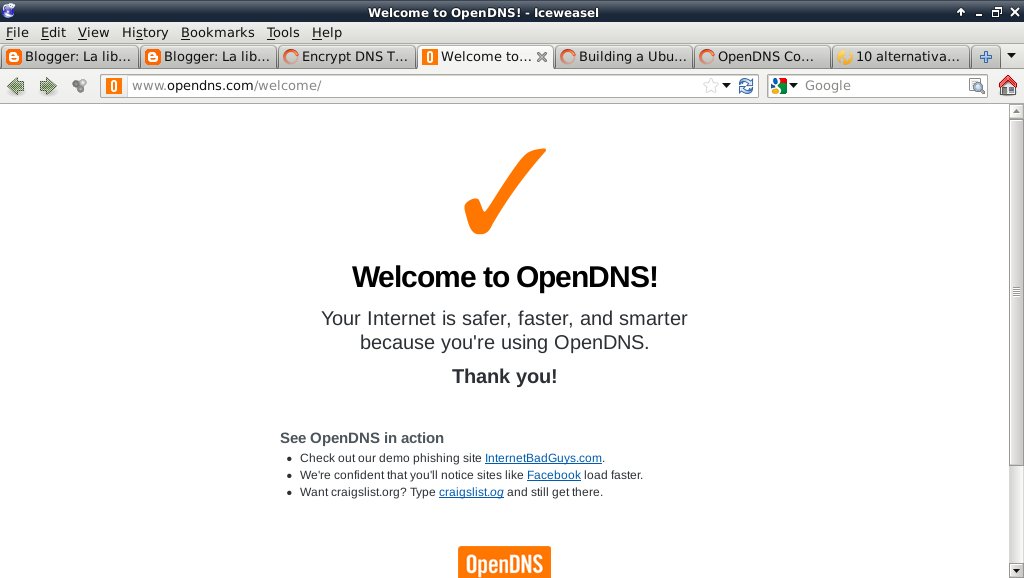 Welcome to OpenDNS! - Iceweasel
File Edit View History Bookmarks Tools Help
Blogger: La lib... Blogger: La lib... Encrypt DNS T... Welcome to... Building a Ubu... OpenDNS Co... 10 alternativa...
www.opendns.com/welcome/ Google
Welcome to OpenDNS!
Your Internet is safer, faster, and smarter
because you're using OpenDNS.
Thank you!
See OpenDNS in action
• Check out our demo phishing site InternetBadGuys.com.
• We're confident that you'll notice sites like Facebook load faster.
• Want craigslist.org? Type craigslist.og and still get there.
OpenDNS